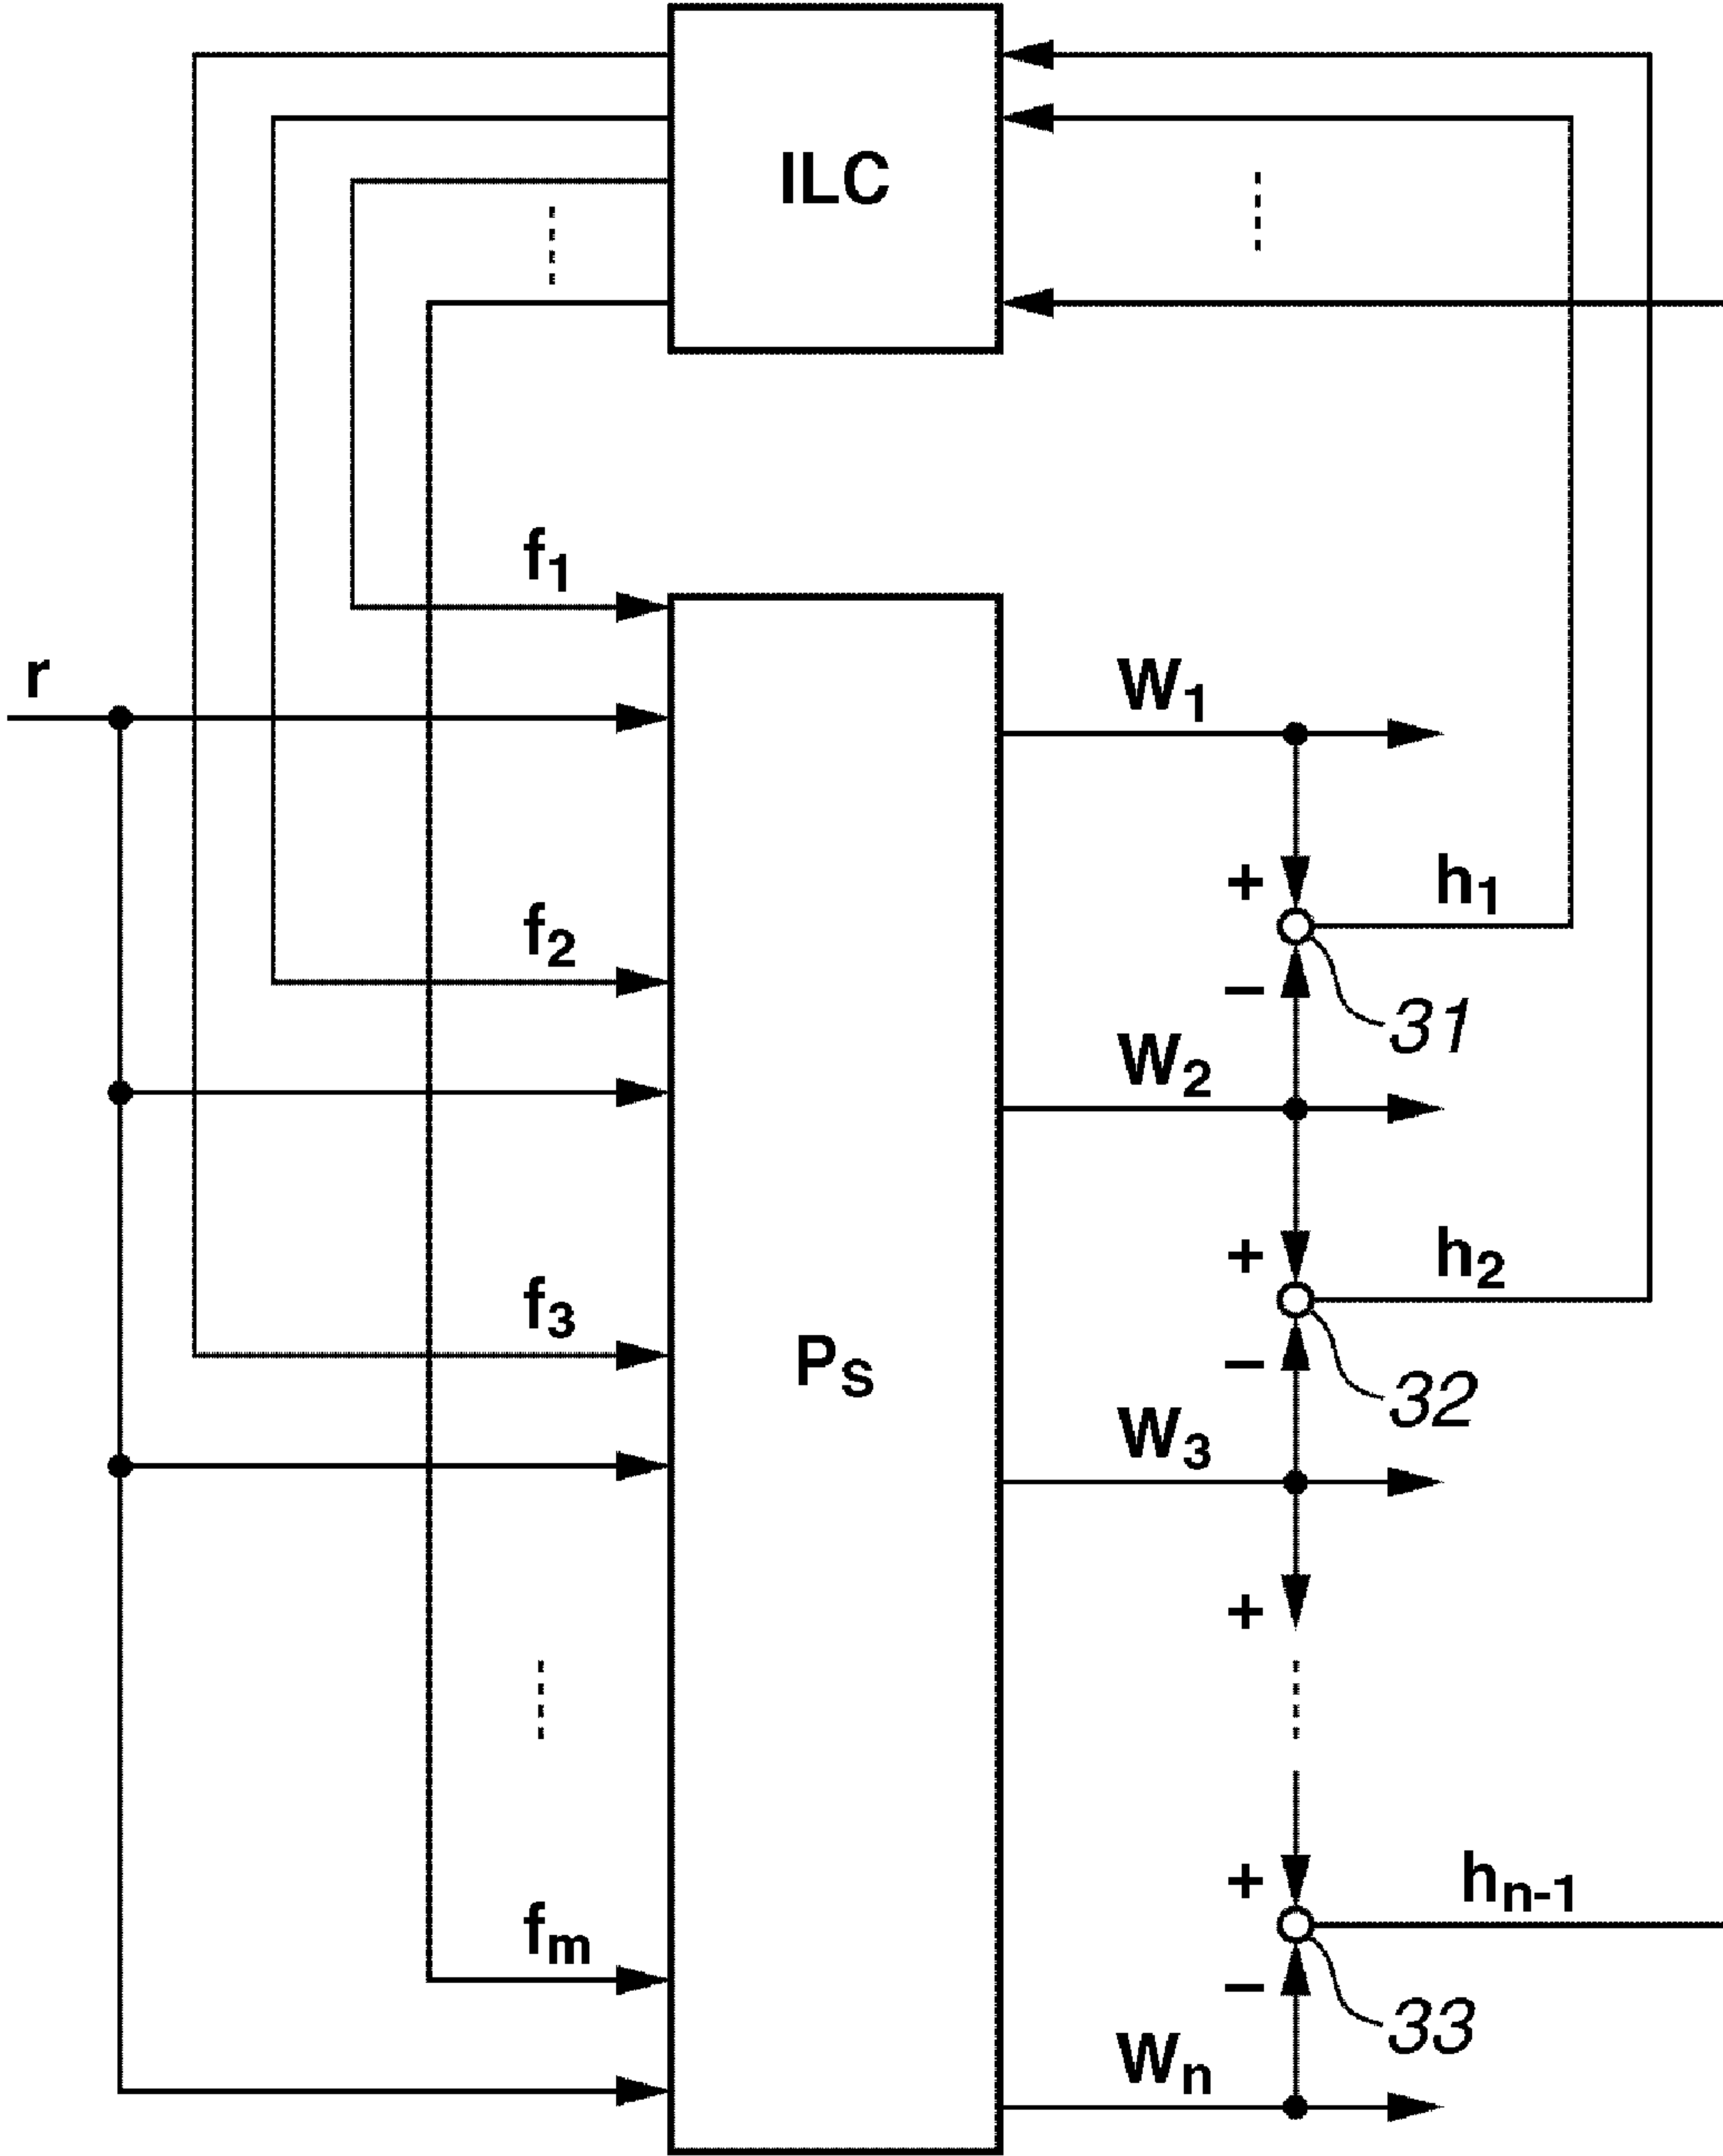 ILC
f₁
r
W₁
+ h₁
f₂
− 31
W₂
+ h₂
f₃
Pₛ
− 32
W₃
+
+ hₙ₋₁
fₘ
− 33
Wₙ